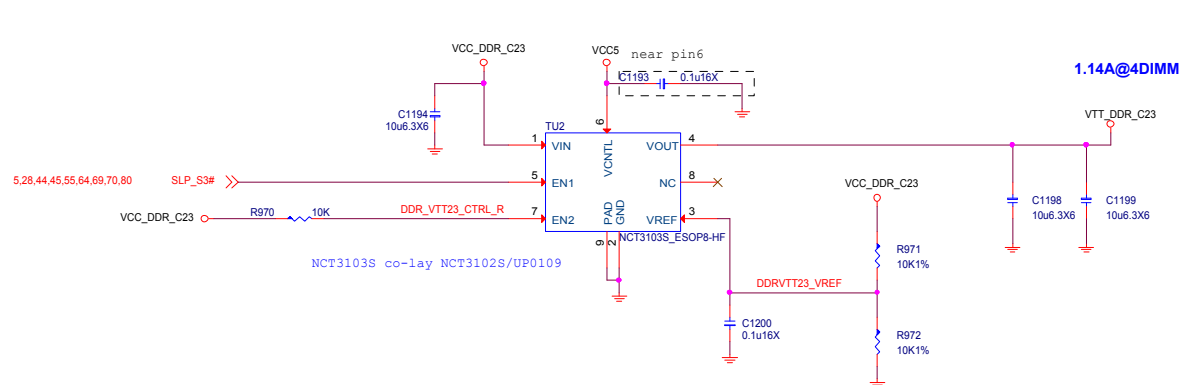 VCC_DDR_C23
VCC5
near pin6
C1193
0.1u16X
1.14A@4DIMM
C1194
10u6.3X6
VTT_DDR_C23
TU2
6
1
VIN
VCNTL
VOUT
4
5,28,44,45,55,64,69,70,80
SLP_S3#
5
EN1
NC
8
VCC_DDR_C23
C1198
10u6.3X6
C1199
10u6.3X6
VCC_DDR_C23
R970
10K
DDR_VTT23_CTRL_R
7
EN2
PAD
GND
VREF
3
9
2
NCT3103S_ESOP8-HF
R971
10K1%
NCT3103S co-lay NCT3102S/UP0109
DDRVTT23_VREF
C1200
0.1u16X
R972
10K1%